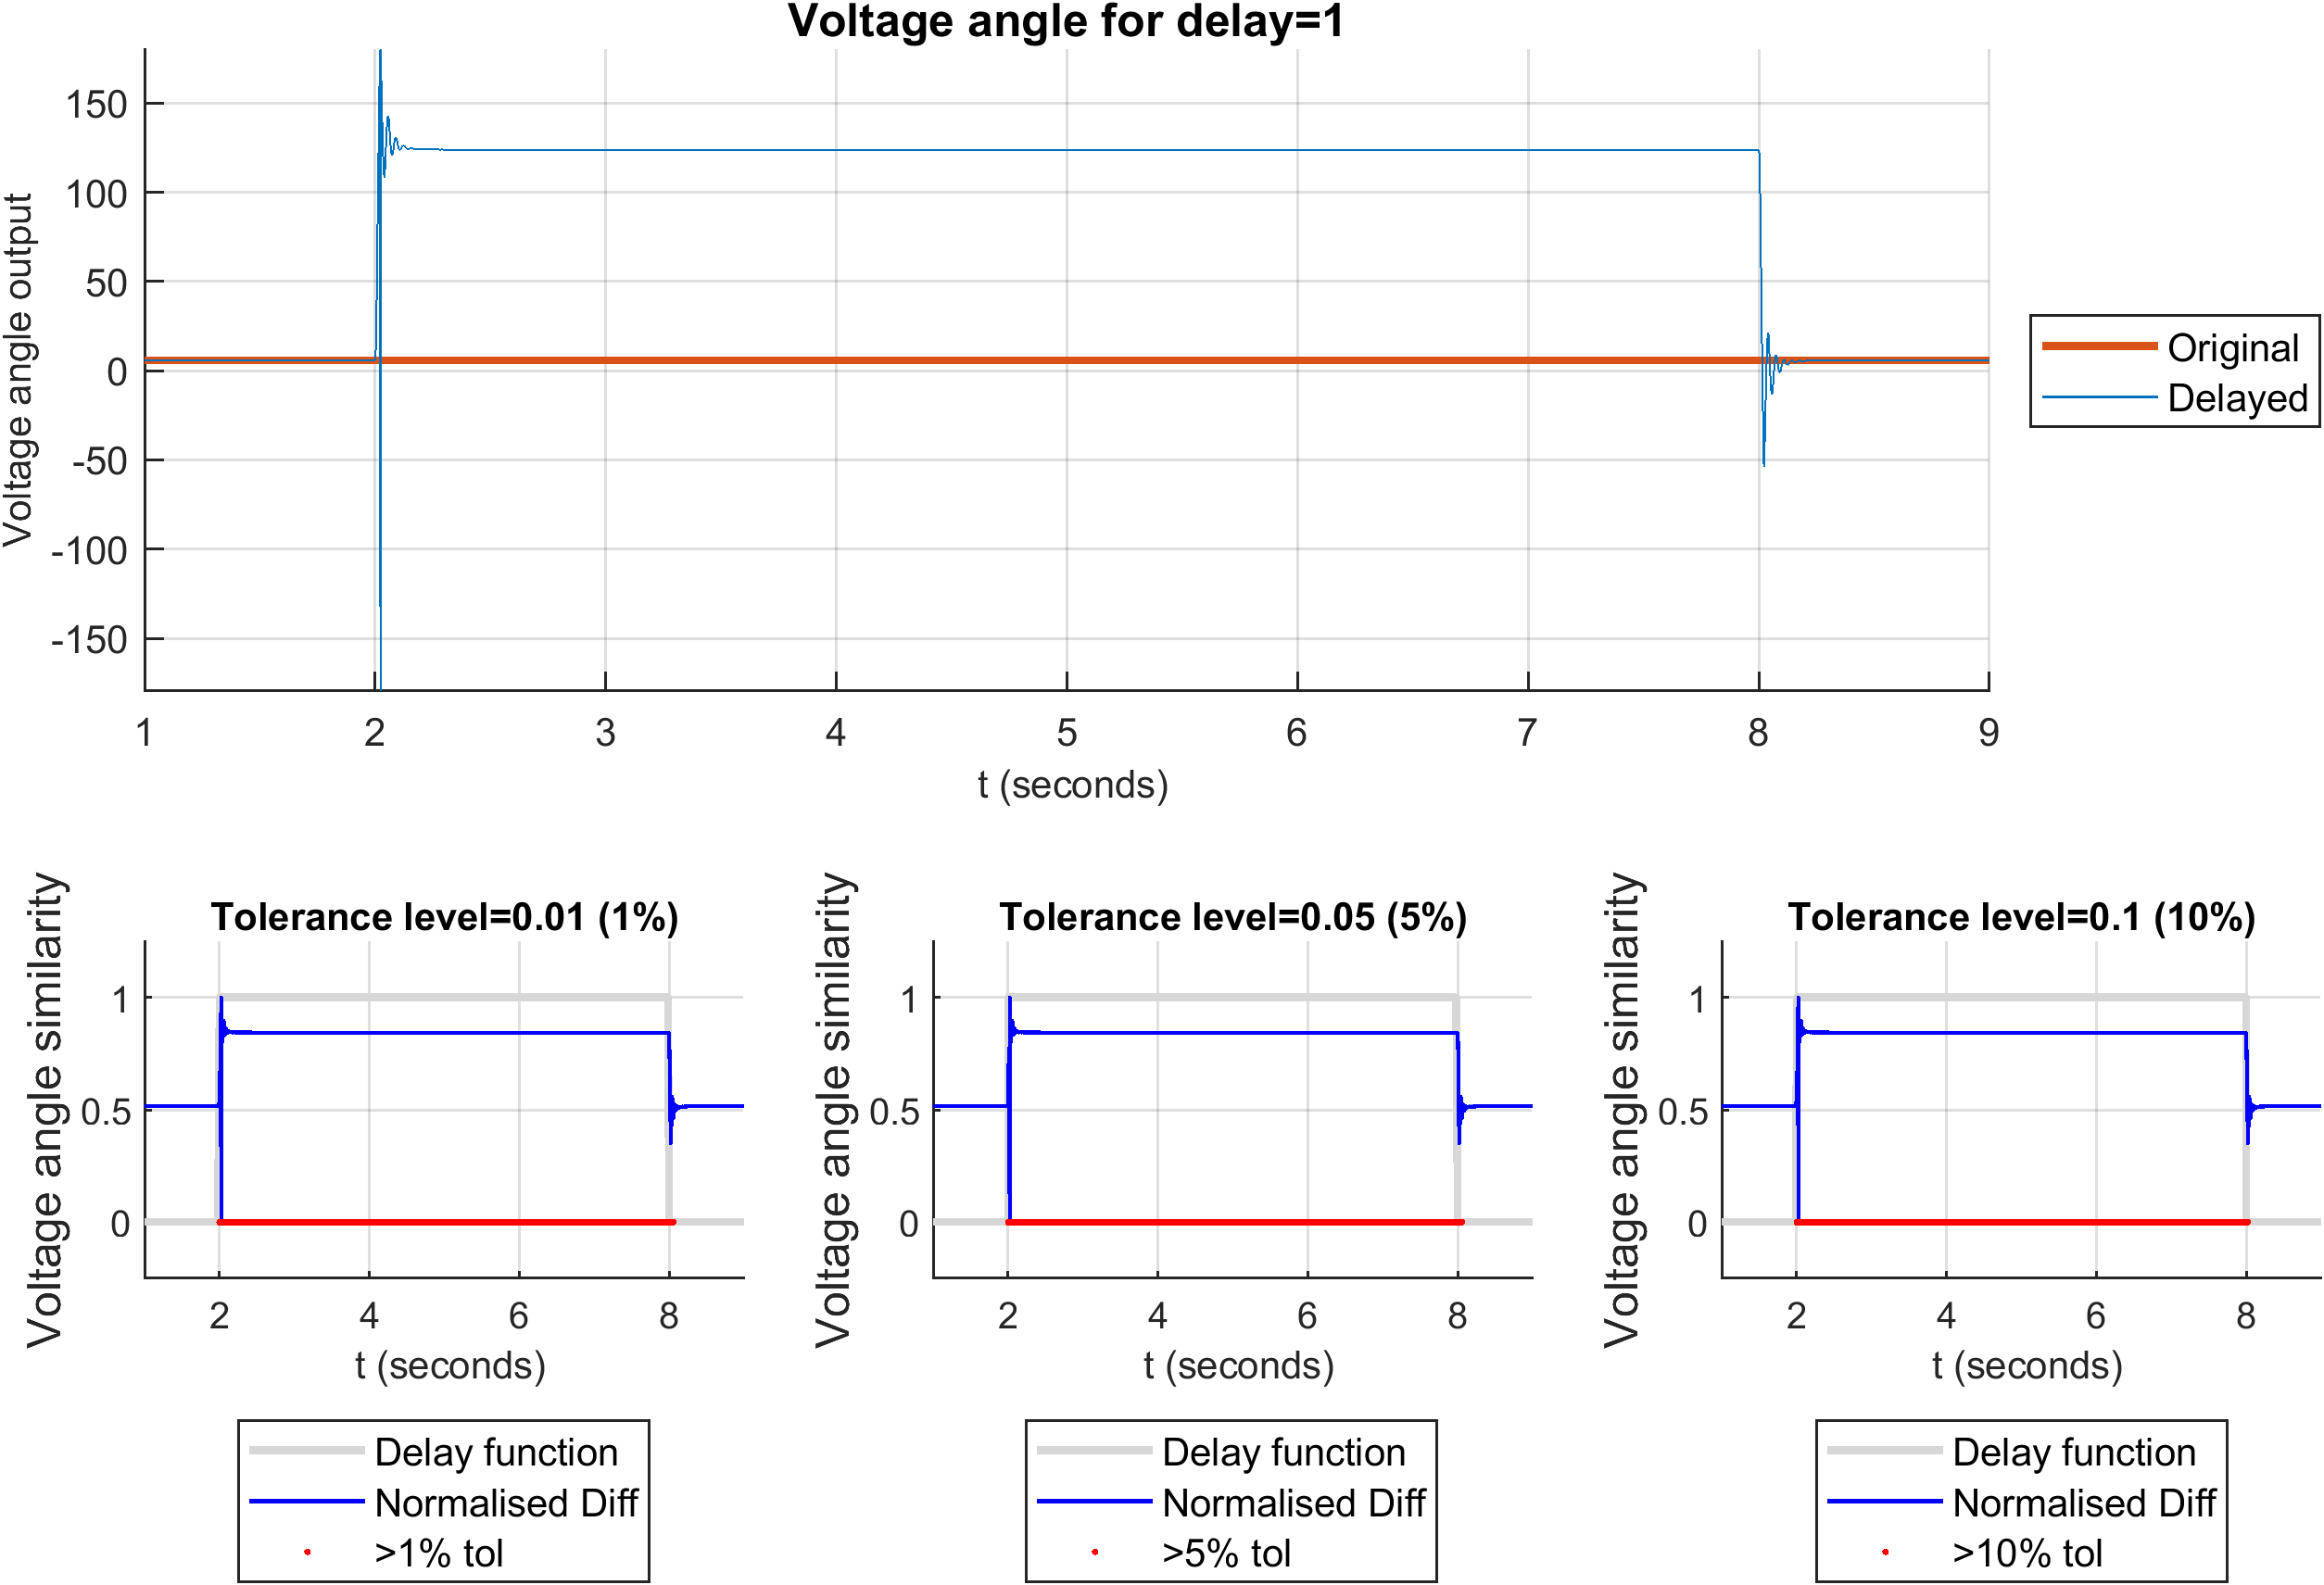 Voltage angle for delay=1
Voltage angle output
150
100
50
0
-50
-100
-150
1 2 3 4 5 6 7 8 9
t (seconds)
Original
Delayed
Tolerance level=0.01 (1%)
Voltage angle similarity
1
0.5
0
2 4 6 8
t (seconds)
Delay function
Normalised Diff
>1% tol
Tolerance level=0.05 (5%)
Voltage angle similarity
1
0.5
0
2 4 6 8
t (seconds)
Delay function
Normalised Diff
>5% tol
Tolerance level=0.1 (10%)
Voltage angle similarity
1
0.5
0
2 4 6 8
t (seconds)
Delay function
Normalised Diff
>10% tol